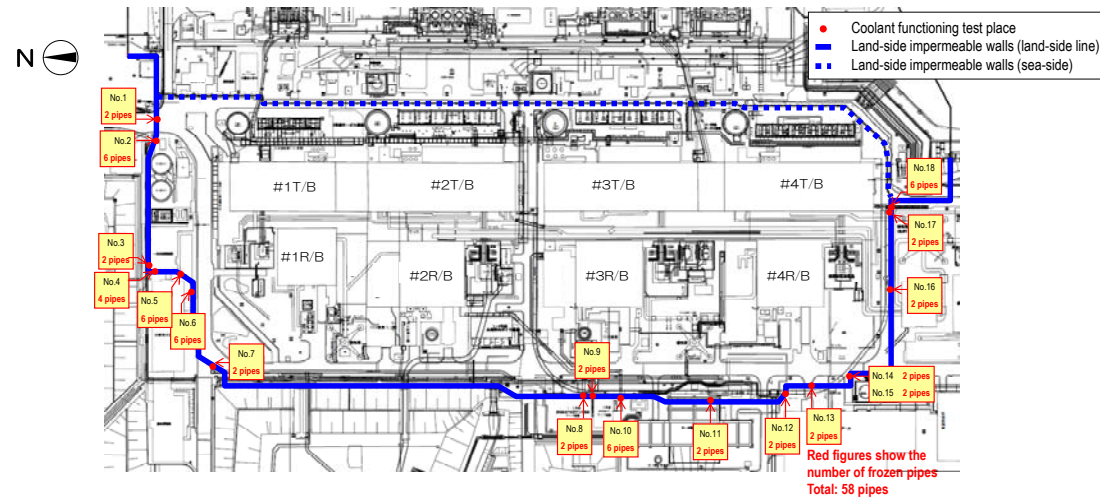 N
Coolant functioning test place
Land-side impermeable walls (land-side line)
Land-side impermeable walls (sea-side)
No.1
2 pipes
No.2
6 pipes
No.3
2 pipes
No.4
4 pipes
No.5
6 pipes
No.6
6 pipes
No.7
2 pipes
No.8
2 pipes
No.9
2 pipes
No.10
6 pipes
No.11
2 pipes
No.12
2 pipes
No.13
2 pipes
No.14 2 pipes
No.15 2 pipes
No.16
2 pipes
No.17
2 pipes
No.18
6 pipes
#1T/B
#2T/B
#3T/B
#4T/B
#1R/B
#2R/B
#3R/B
#4R/B
Red figures show the
number of frozen pipes
Total: 58 pipes